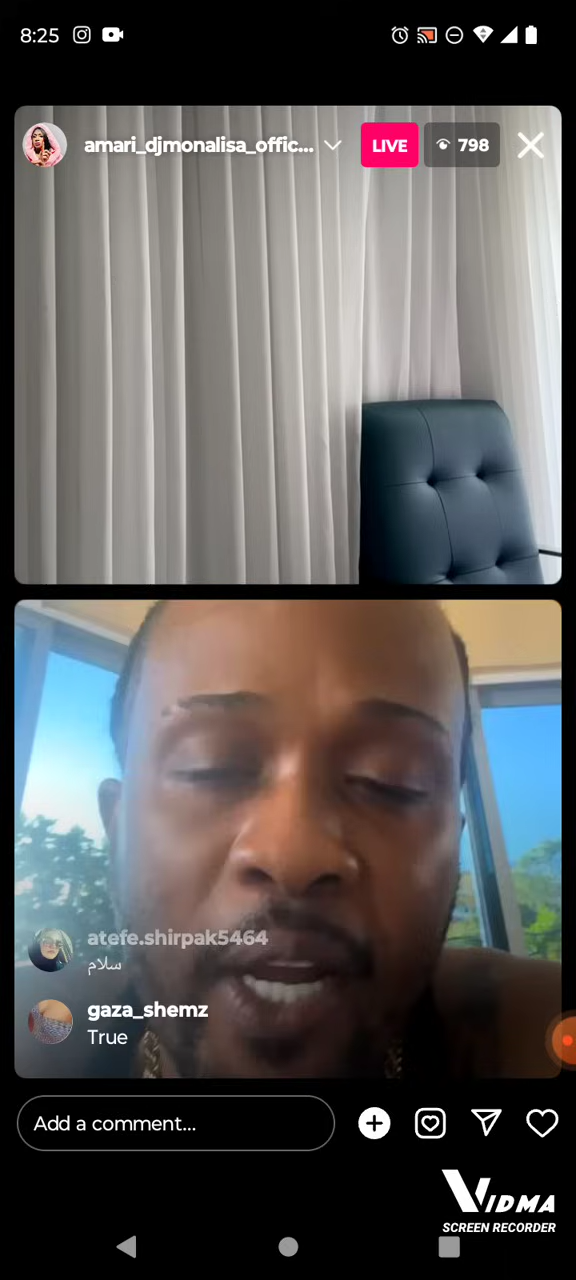 8:25
amari_djmonalisa_offic...
LIVE
798
atefe.shirpak5464
سلام
gaza_shemz
True
Add a comment...
VIDMA
SCREEN RECORDER